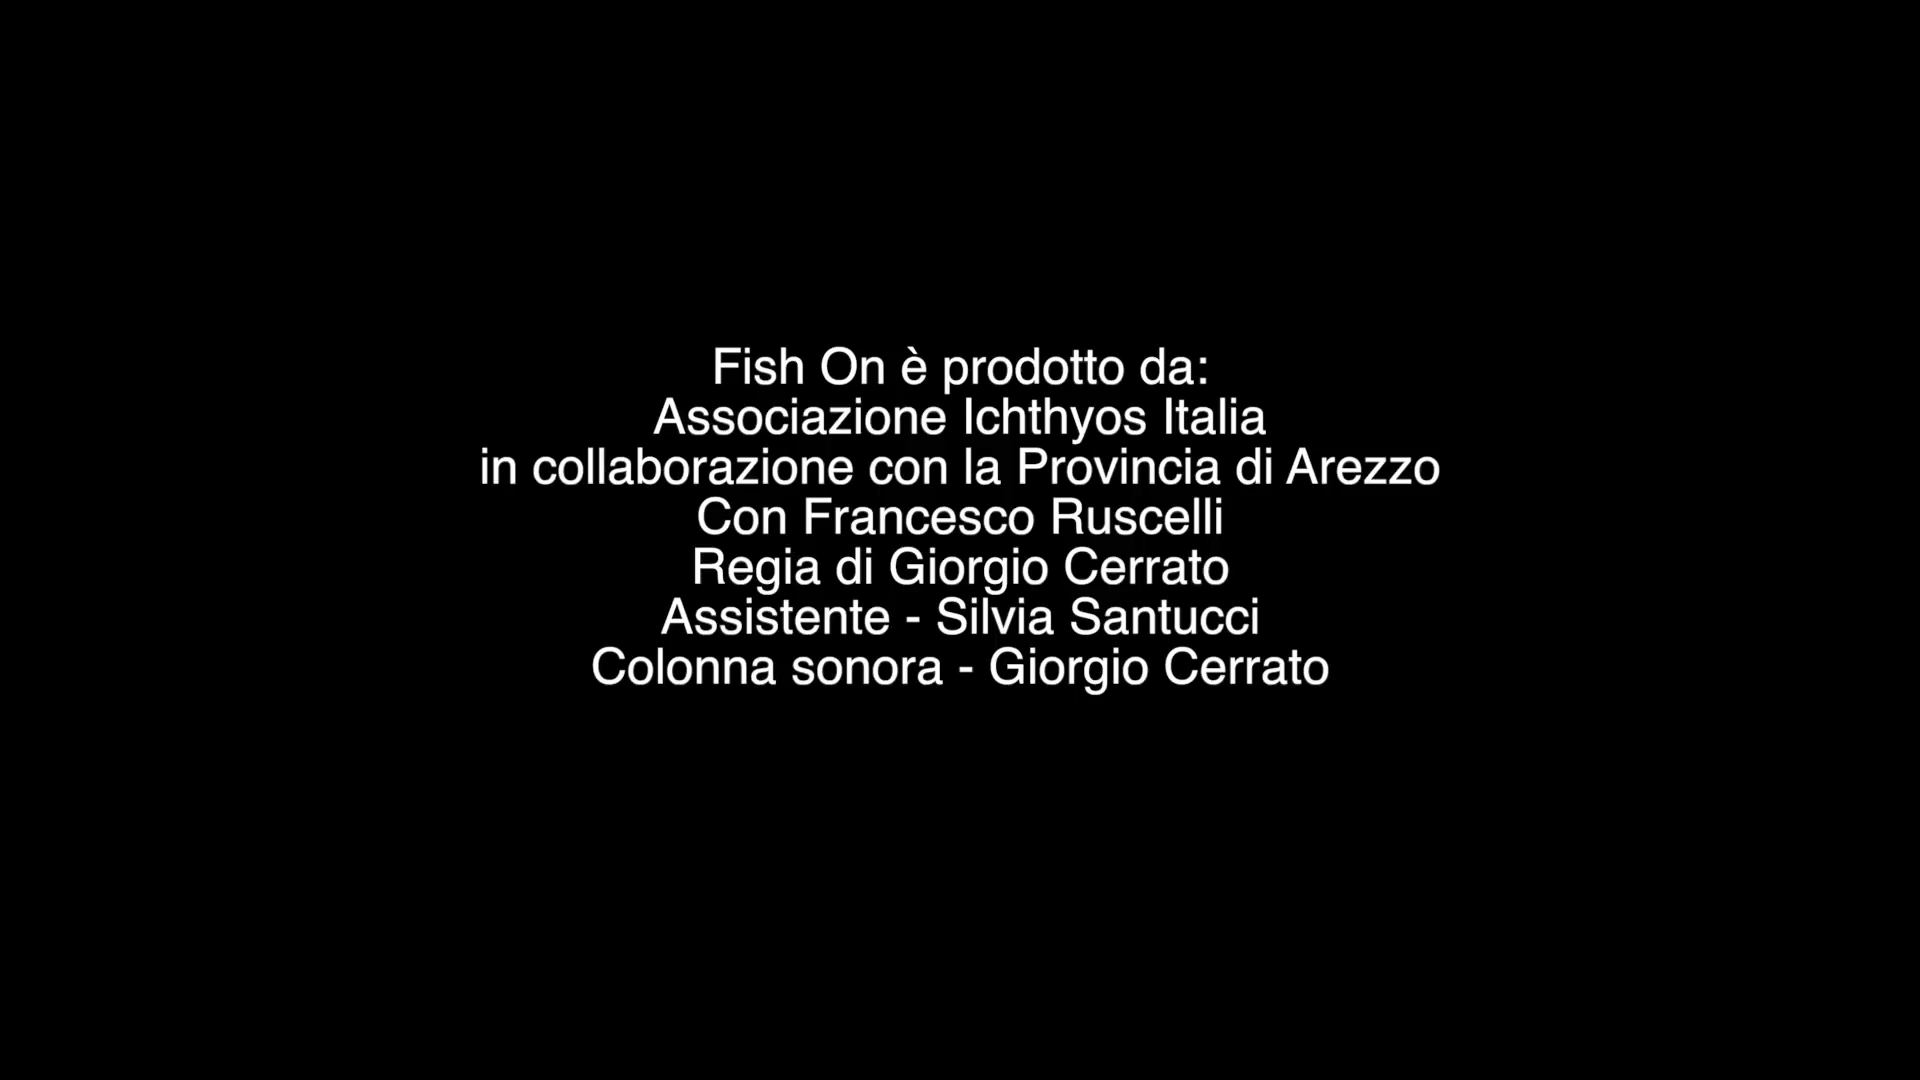 Fish On è prodotto da:
Associazione Ichthyos Italia
in collaborazione con la Provincia di Arezzo
Con Francesco Ruscelli
Regia di Giorgio Cerrato
Assistente - Silvia Santucci
Colonna sonora - Giorgio Cerrato